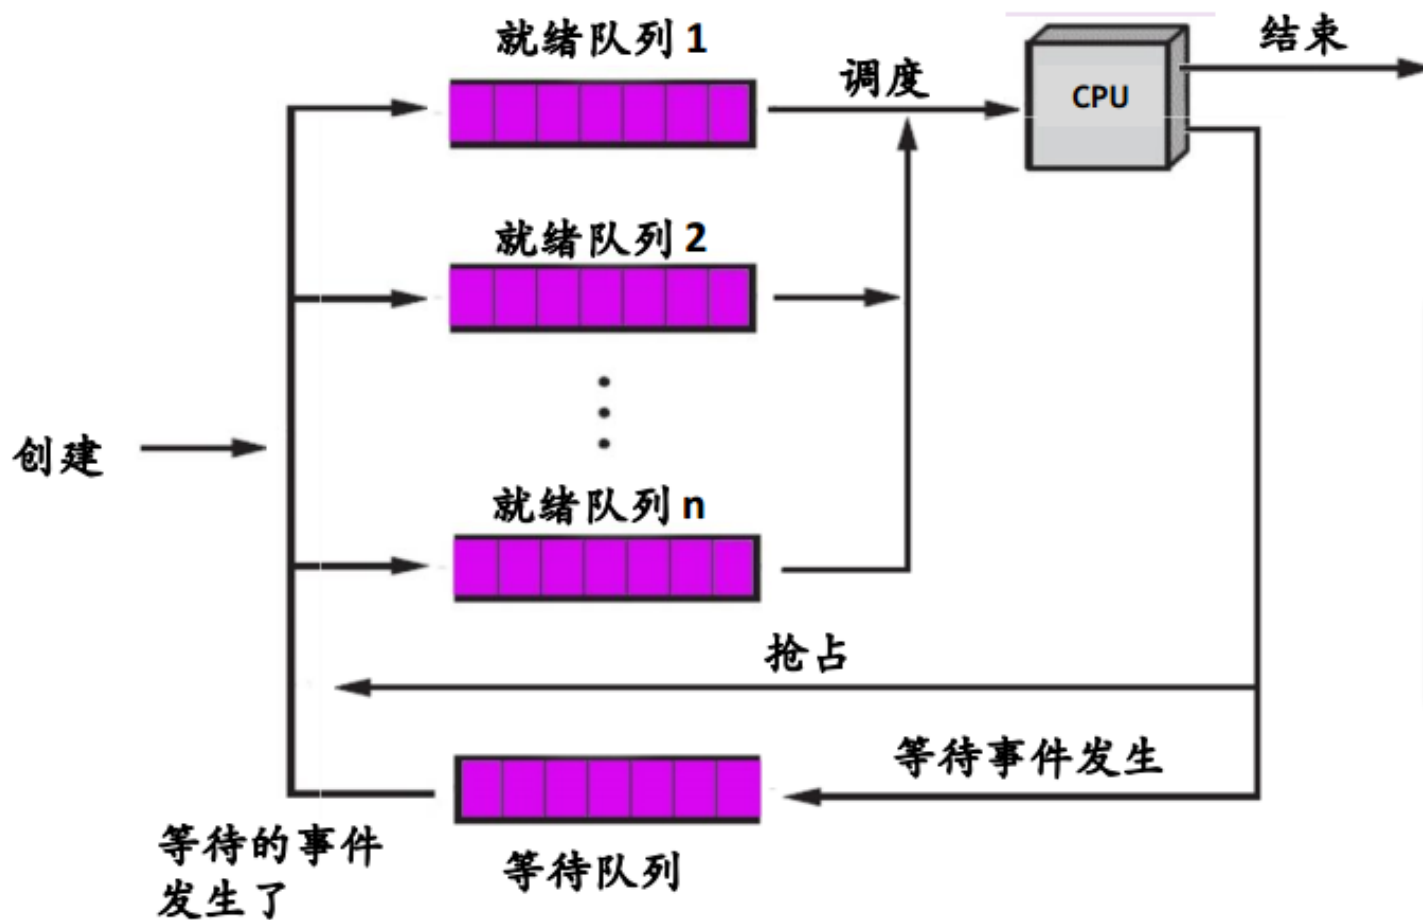 就绪队列 1
调度
CPU
结束
就绪队列 2
创建
就绪队列 n
抢占
等待事件发生
等待的事件
发生了
等待队列